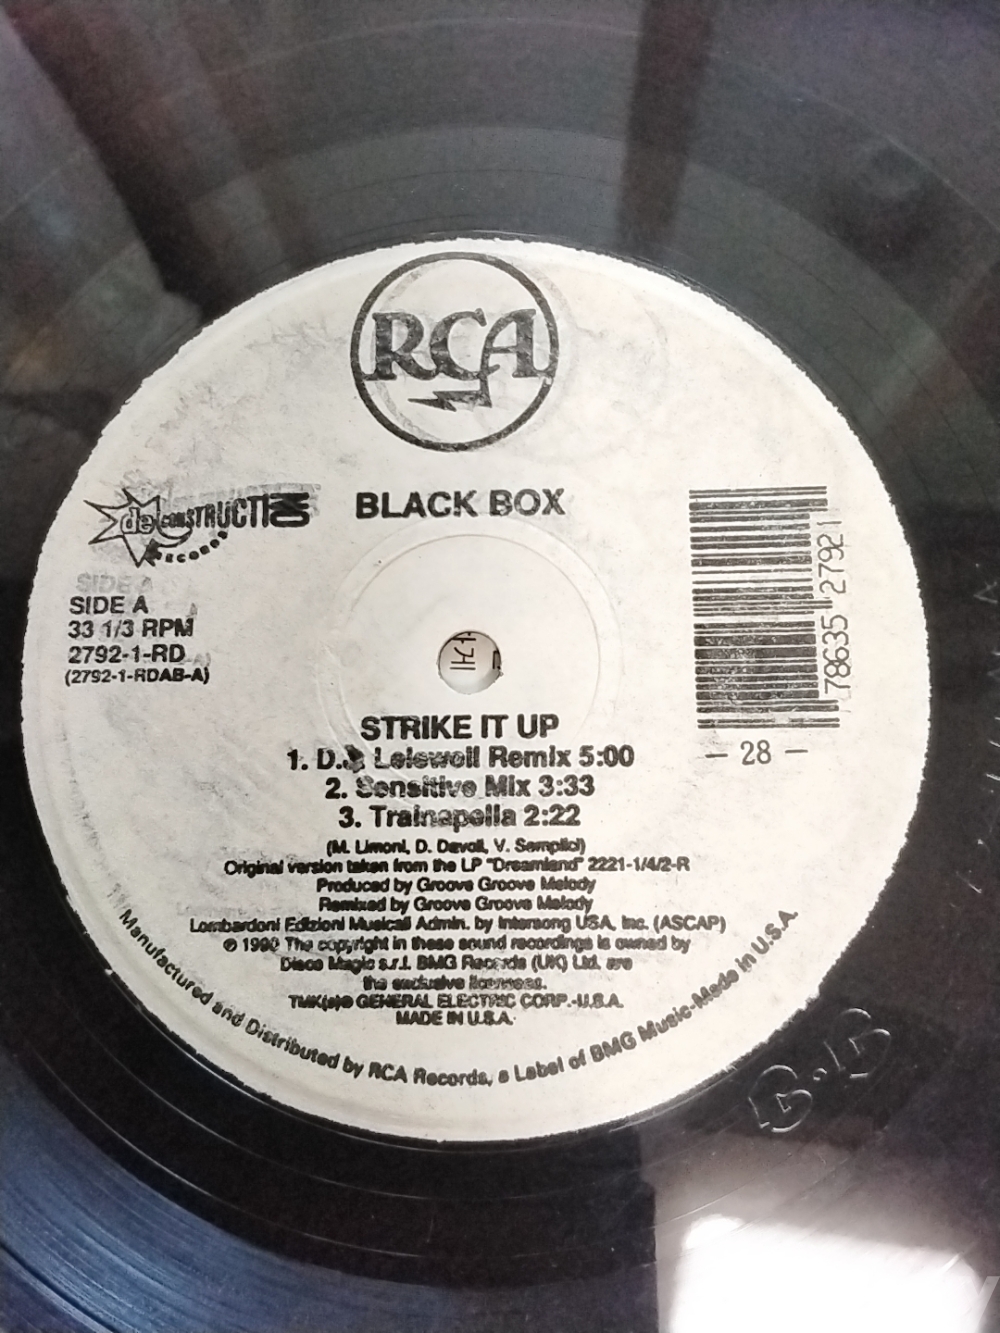 RCA
deCONSTRUCTION
RECORDS
BLACK BOX
SIDE A
SIDE A
33 1/3 RPM
2792-1-RD
(2792-1-RDAB-A)
78635 27921
- 28 -
STRIKE IT UP
1. D.J. Lelewell Remix 5:00
2. Sensitive Mix 3:33
3. Trainapella 2:22
(M. Limoni, D. Davoli, V. Semplici)
Original version taken from the LP "Dreamland" 2221-1/4/2-R
Produced by Groove Groove Melody
Remixed by Groove Groove Melody
Lombardoni Edizioni Musicali Admin. by Intersong USA, Inc. (ASCAP)
℗ 1990 The copyright in these sound recordings is owned by
Disco Magic s.r.l. BMG Records (UK) Ltd. are
the exclusive licensees.
TMK(s)® GENERAL ELECTRIC CORP.-U.S.A.
MADE IN U.S.A.
Manufactured and Distributed by RCA Records, a Label of BMG Music-Made in U.S.A.